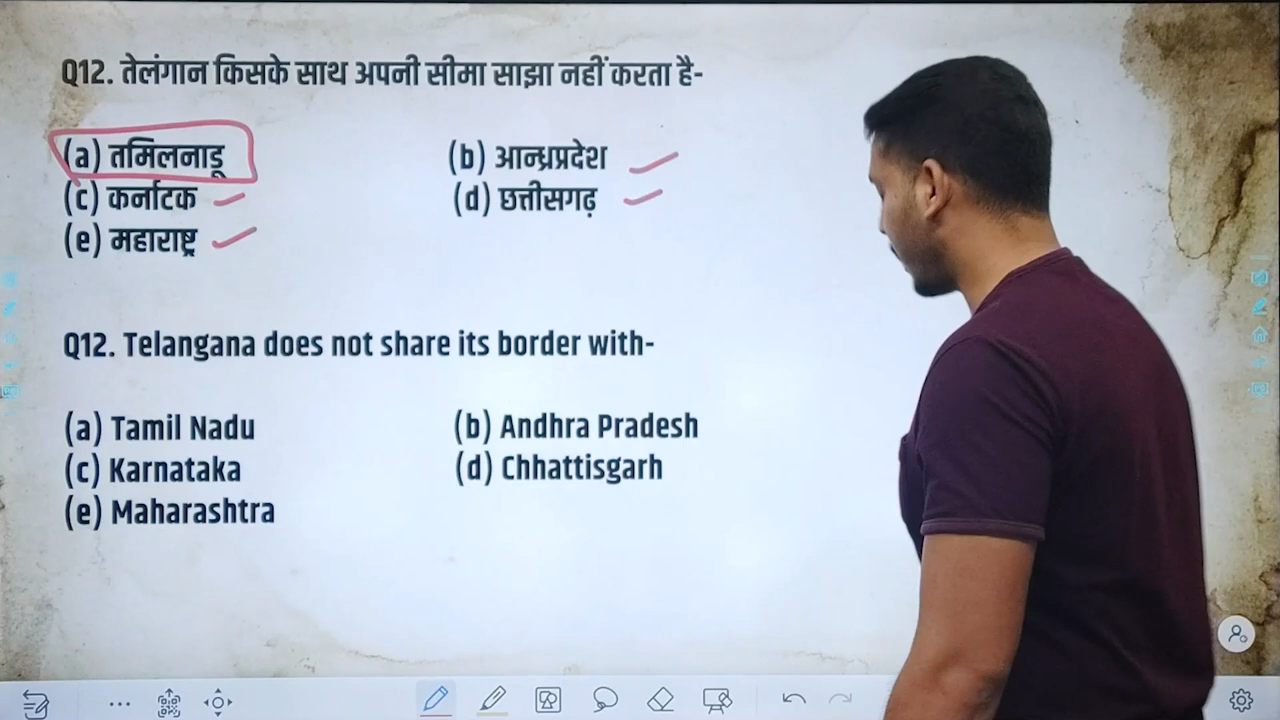 Q12. तेलंगान किसके साथ अपनी सीमा साझा नहीं करता है-
(a) तमिलनाडू (b) आन्ध्रप्रदेश
(c) कर्नाटक (d) छत्तीसगढ़
(e) महाराष्ट्र
Q12. Telangana does not share its border with-
(a) Tamil Nadu (b) Andhra Pradesh
(c) Karnataka (d) Chhattisgarh
(e) Maharashtra